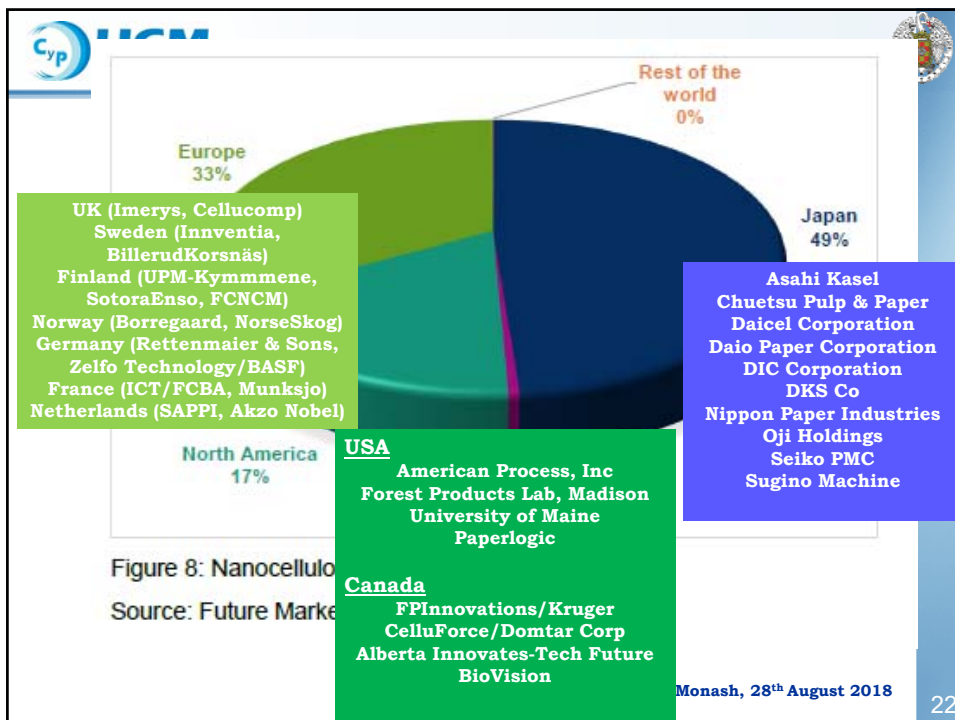 CyP
UCM
Rest of the
world
0%
Europe
33%
Japan
49%
North America
17%
UK (Imerys, Cellucomp)
Sweden (Innventia,
BillerudKorsnäs)
Finland (UPM-Kymmmene,
SotoraEnso, FCNCM)
Norway (Borregaard, NorseSkog)
Germany (Rettenmaier & Sons,
Zelfo Technology/BASF)
France (ICT/FCBA, Munksjo)
Netherlands (SAPPI, Akzo Nobel)
Asahi Kasel
Chuetsu Pulp & Paper
Daicel Corporation
Daio Paper Corporation
DIC Corporation
DKS Co
Nippon Paper Industries
Oji Holdings
Seiko PMC
Sugino Machine
USA
American Process, Inc
Forest Products Lab, Madison
University of Maine
Paperlogic
Canada
FPInnovations/Kruger
CelluForce/Domtar Corp
Alberta Innovates-Tech Future
BioVision
Figure 8: Nanocellulo
Source: Future Marke
Monash, 28th August 2018
22